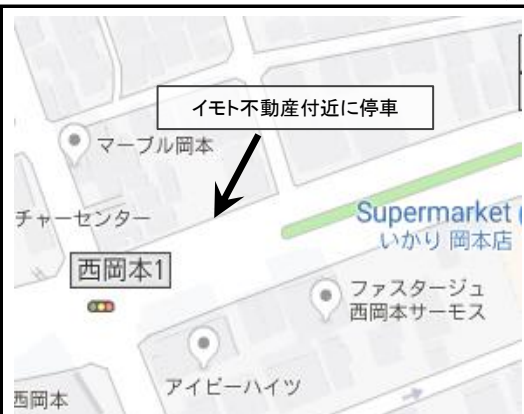 イモト不動産付近に停車
マーブル岡本
チャーセンター
Supermarket
いかり 岡本店
西岡本1
ファスタージュ
西岡本サーモス
アイビーハイツ
西岡本